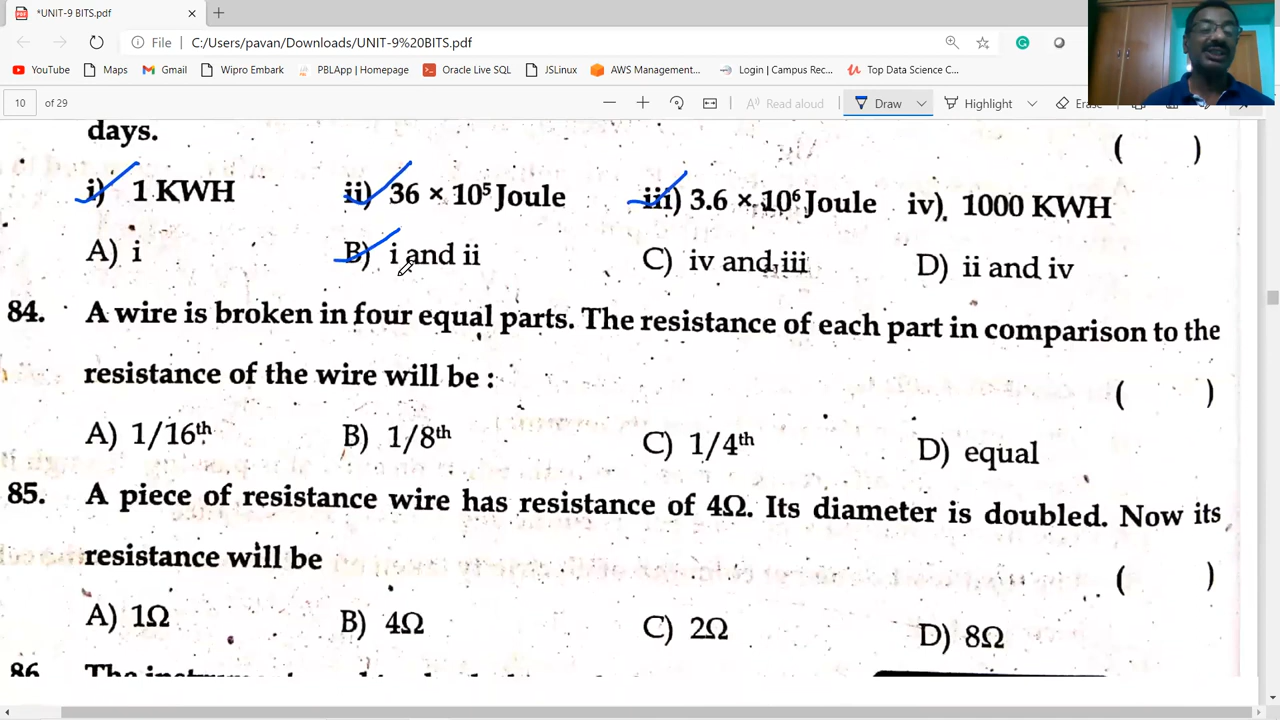 *UNIT-9 BITS.pdf
File C:/Users/pavan/Downloads/UNIT-9%20BITS.pdf
YouTube Maps Gmail Wipro Embark PBLApp | Homepage Oracle Live SQL JSLinux AWS Management... Login | Campus Rec... Top Data Science C...
10 of 29 Read aloud Draw Highlight Erase
days. ( )
i) 1 KWH ii) 36 × 10⁵ Joule iii) 3.6 × 10⁶ Joule iv) 1000 KWH
A) i B) i and ii C) iv and iii D) ii and iv
84. A wire is broken in four equal parts. The resistance of each part in comparison to the
resistance of the wire will be : ( )
A) 1/16th B) 1/8th C) 1/4th D) equal
85. A piece of resistance wire has resistance of 4Ω. Its diameter is doubled. Now its
resistance will be ( )
A) 1Ω B) 4Ω C) 2Ω D) 8Ω
86 The